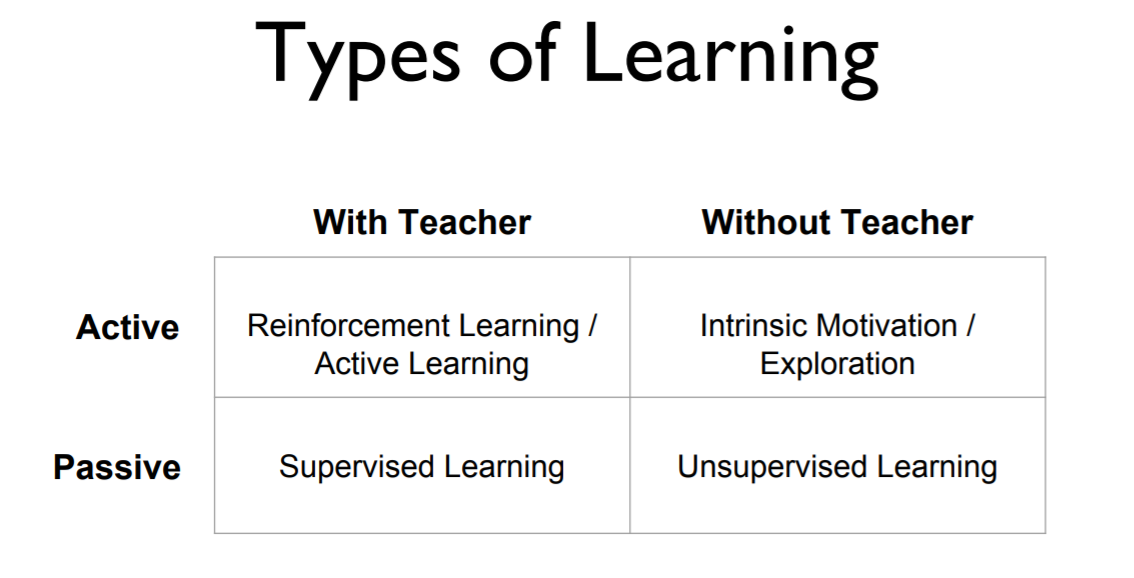 Types of Learning
With Teacher Without Teacher
Active
Reinforcement Learning /
Active Learning
Intrinsic Motivation /
Exploration
Passive
Supervised Learning
Unsupervised Learning